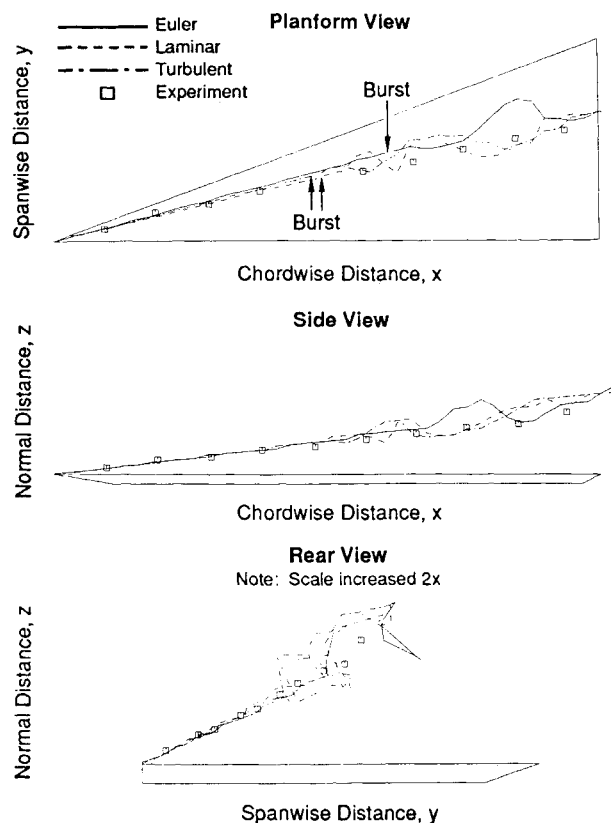 Euler
Laminar
Turbulent
Experiment
Planform View
Burst
Burst
Spanwise Distance, y
Chordwise Distance, x
Side View
Normal Distance, z
Chordwise Distance, x
Rear View
Note: Scale increased 2x
Normal Distance, z
Spanwise Distance, y